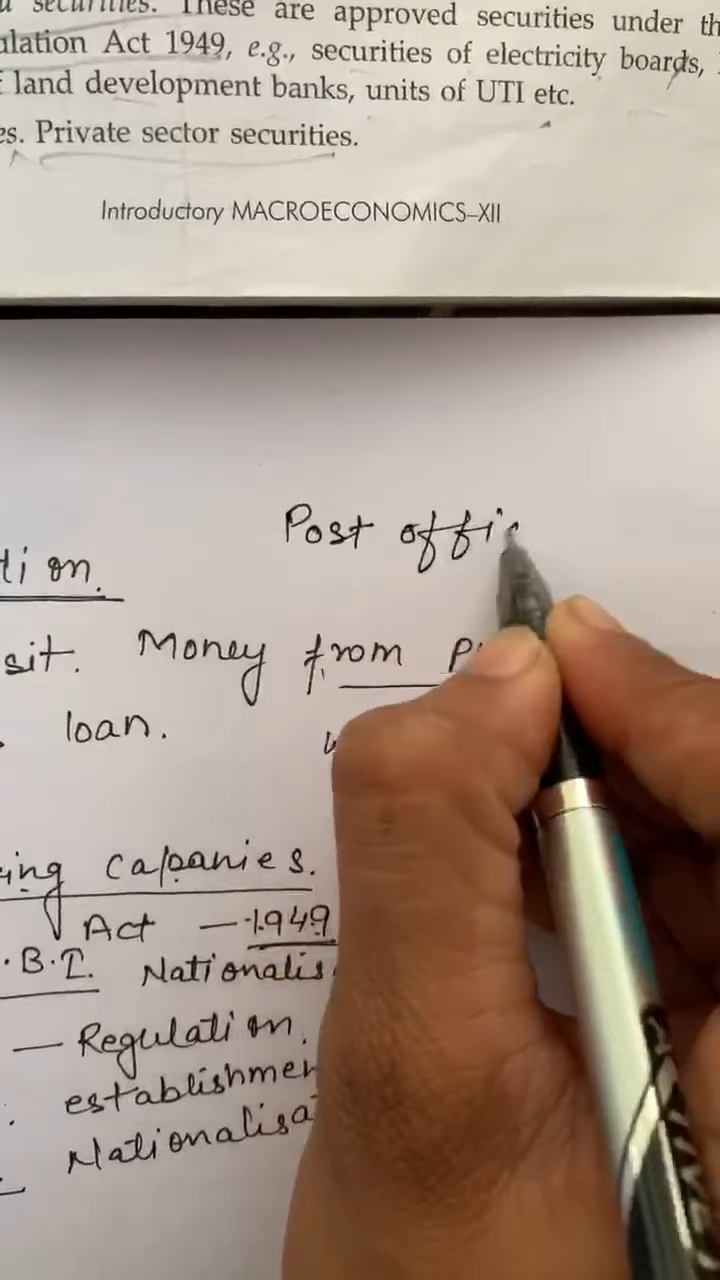 securities. These are approved securities under th
ulation Act 1949, e.g., securities of electricity boards,
f land development banks, units of UTI etc.
es. Private sector securities.
Introductory MACROECONOMICS–XII
Post offic
tion.
sit. Money from P
loan.
ing Capanies.
Act — 1949
.B.I. Nationalis
— Regulation.
establishmen
Nationalisa